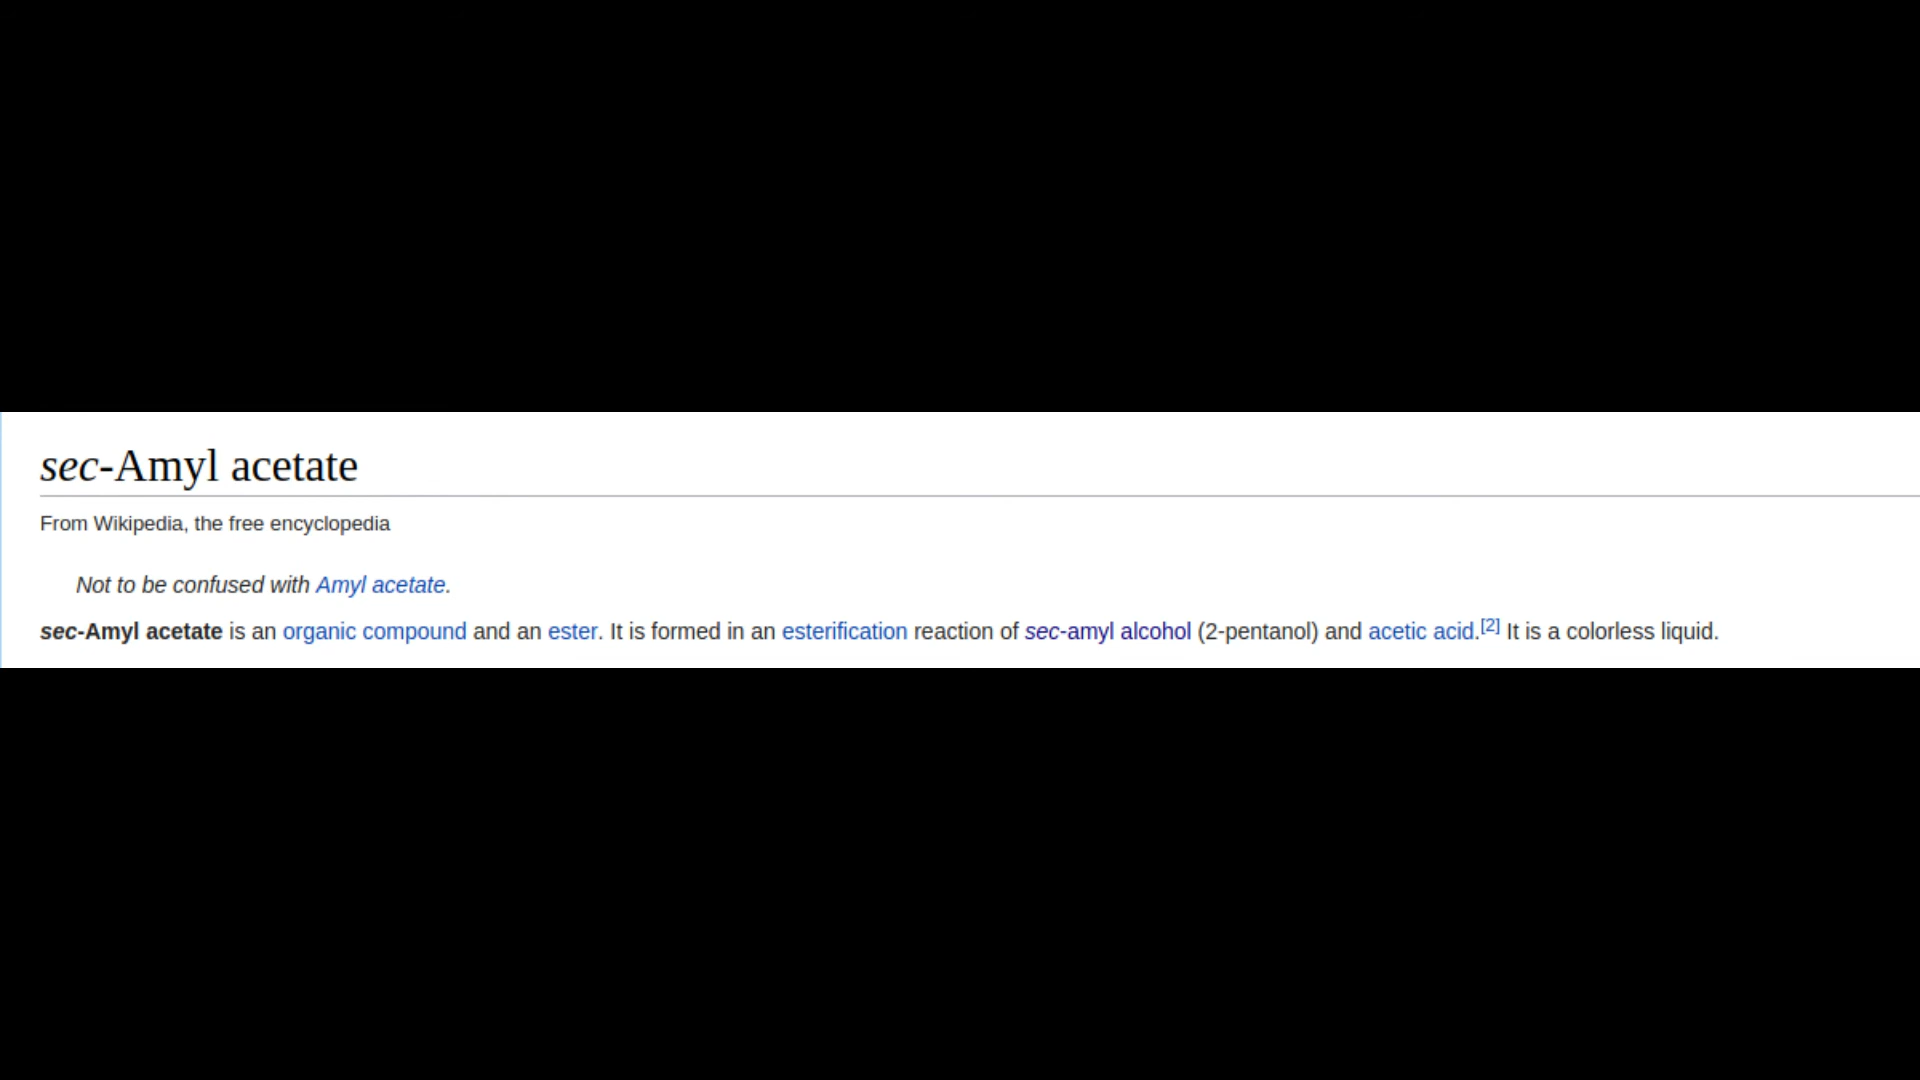 sec-Amyl acetate
From Wikipedia, the free encyclopedia
Not to be confused with Amyl acetate.
sec-Amyl acetate is an organic compound and an ester. It is formed in an esterification reaction of sec-amyl alcohol (2-pentanol) and acetic acid.[2] It is a colorless liquid.